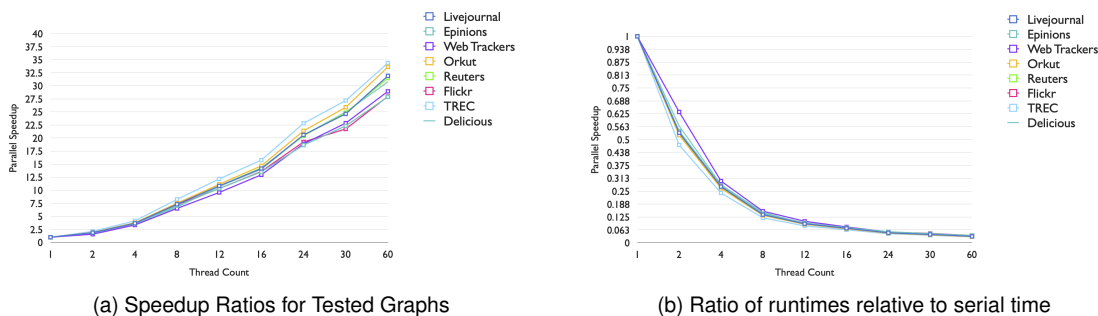 40
37.5
35
32.5
30
27.5
25
22.5
20
17.5
15
12.5
10
7.5
5
2.5
0
Parallel Speedup
1 2 4 8 12 16 24 30 60
Thread Count
Livejournal
Epinions
Web Trackers
Orkut
Reuters
Flickr
TREC
Delicious
(a) Speedup Ratios for Tested Graphs
1
0.938
0.875
0.813
0.75
0.688
0.625
0.563
0.5
0.438
0.375
0.313
0.25
0.188
0.125
0.063
0
Parallel Speedup
1 2 4 8 12 16 24 30 60
Thread Count
Livejournal
Epinions
Web Trackers
Orkut
Reuters
Flickr
TREC
Delicious
(b) Ratio of runtimes relative to serial time